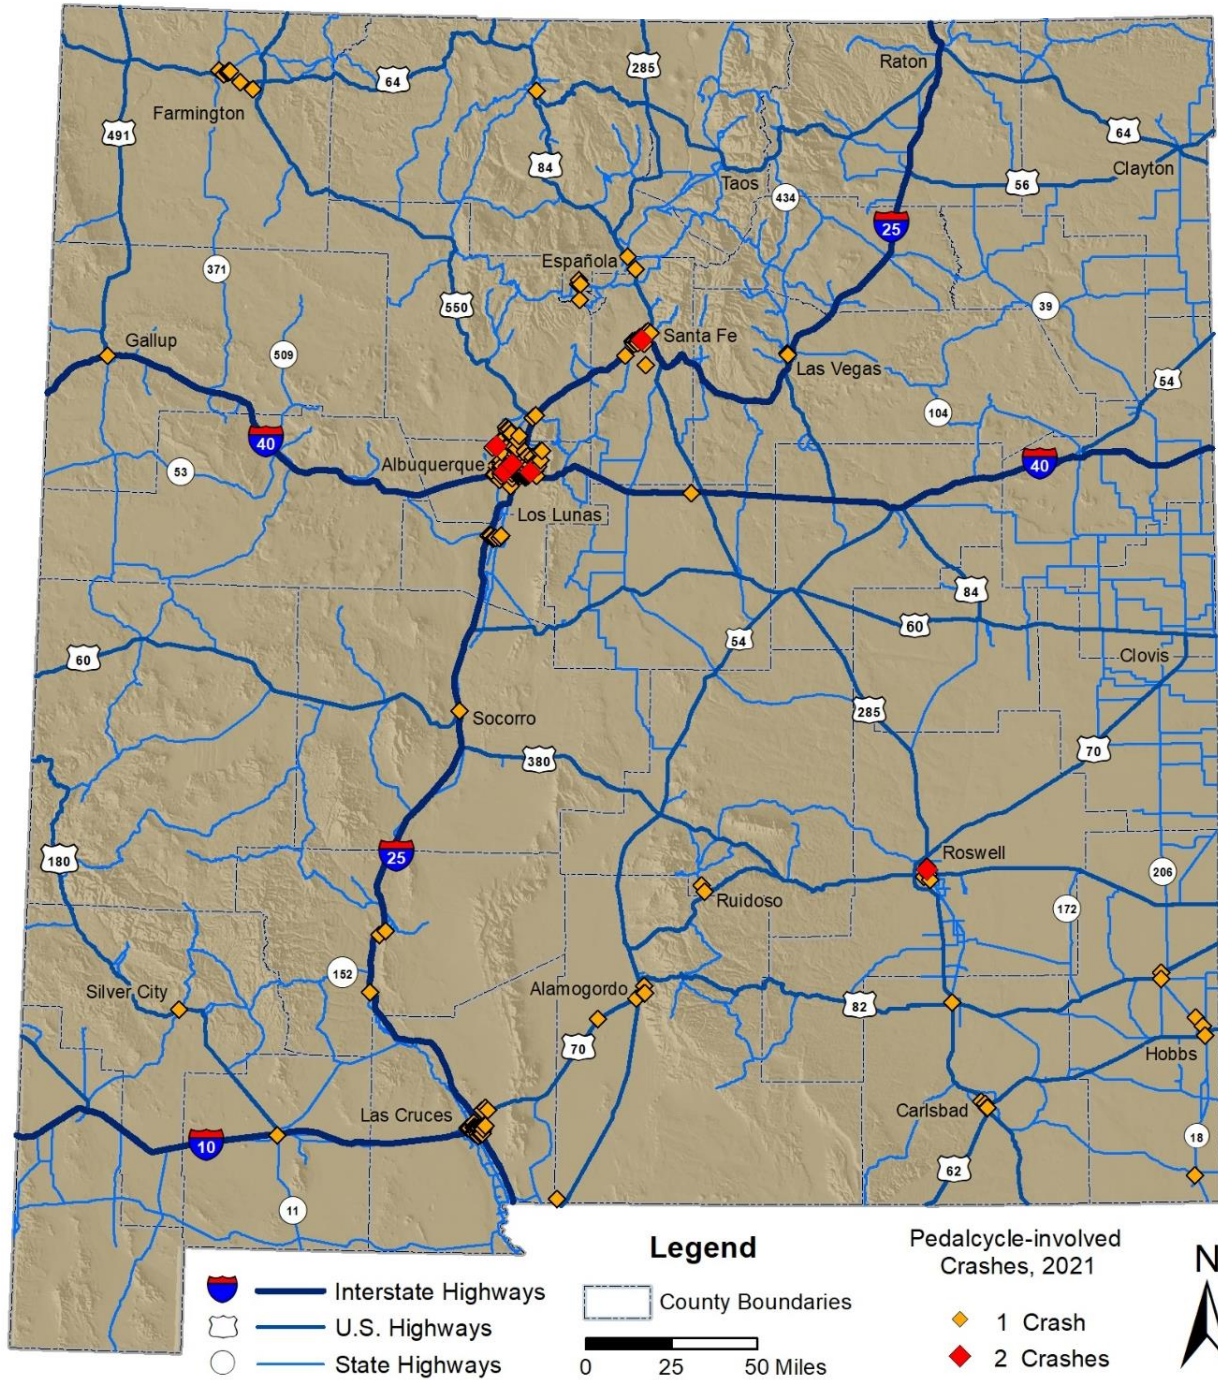 Raton
285
64
Farmington
491
64
Clayton
84
Taos
56
434
25
Española
371
550
39
Santa Fe
Gallup
509
Las Vegas
54
104
40
Albuquerque
40
53
Los Lunas
84
60
54
60
Clovis
285
Socorro
70
380
Roswell
180
25
206
Ruidoso
172
152
Silver City
Alamogordo
82
70
Hobbs
Las Cruces
Carlsbad
10
18
62
11
Legend
Interstate Highways
U.S. Highways
State Highways
County Boundaries
0 25 50 Miles
Pedalcycle-involved
Crashes, 2021
1 Crash
2 Crashes
N